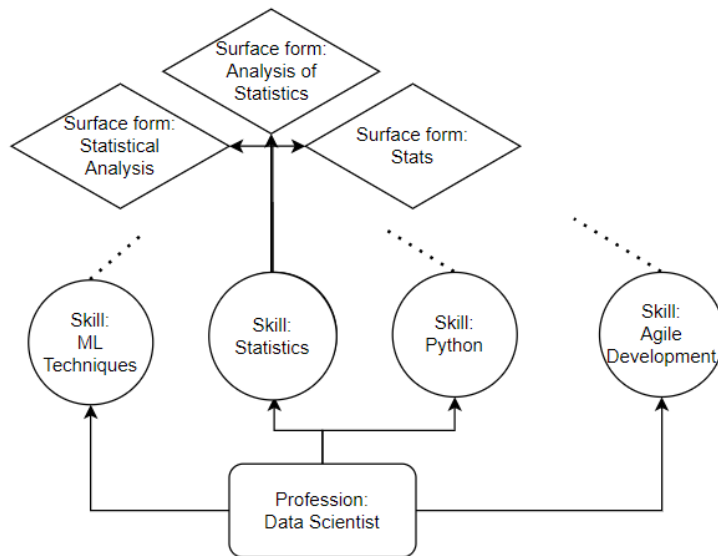 Surface form:
Analysis of
Statistics
Surface form:
Statistical
Analysis
Surface form:
Stats
Skill:
ML
Techniques
Skill:
Statistics
Skill:
Python
Skill:
Agile
Development
Profession:
Data Scientist